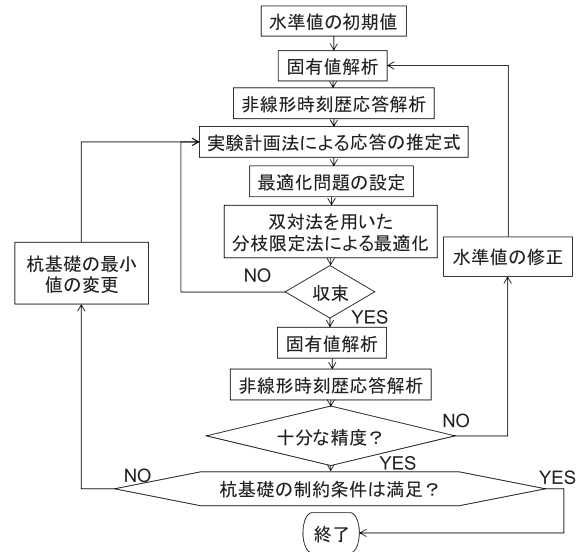 水準値の初期値
固有値解析
非線形時刻歴応答解析
実験計画法による応答の推定式
最適化問題の設定
双対法を用いた
分枝限定法による最適化
杭基礎の最小
値の変更
水準値の修正
NO
収束
YES
固有値解析
非線形時刻歴応答解析
十分な精度?
NO
YES
NO
杭基礎の制約条件は満足?
YES
終了